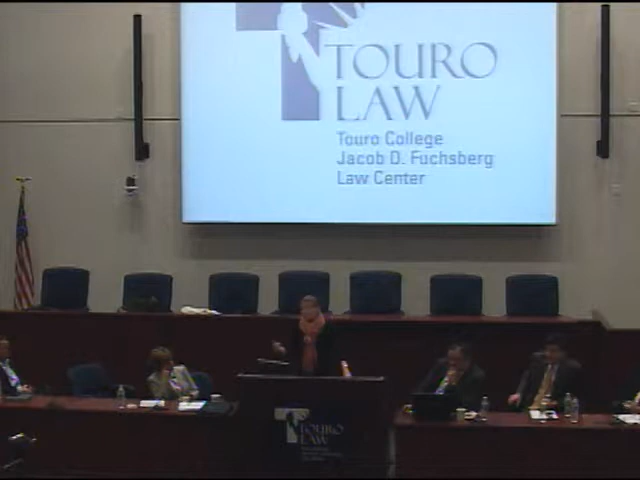 TOURO
LAW
Touro College
Jacob D. Fuchsberg
Law Center
TOURO
LAW